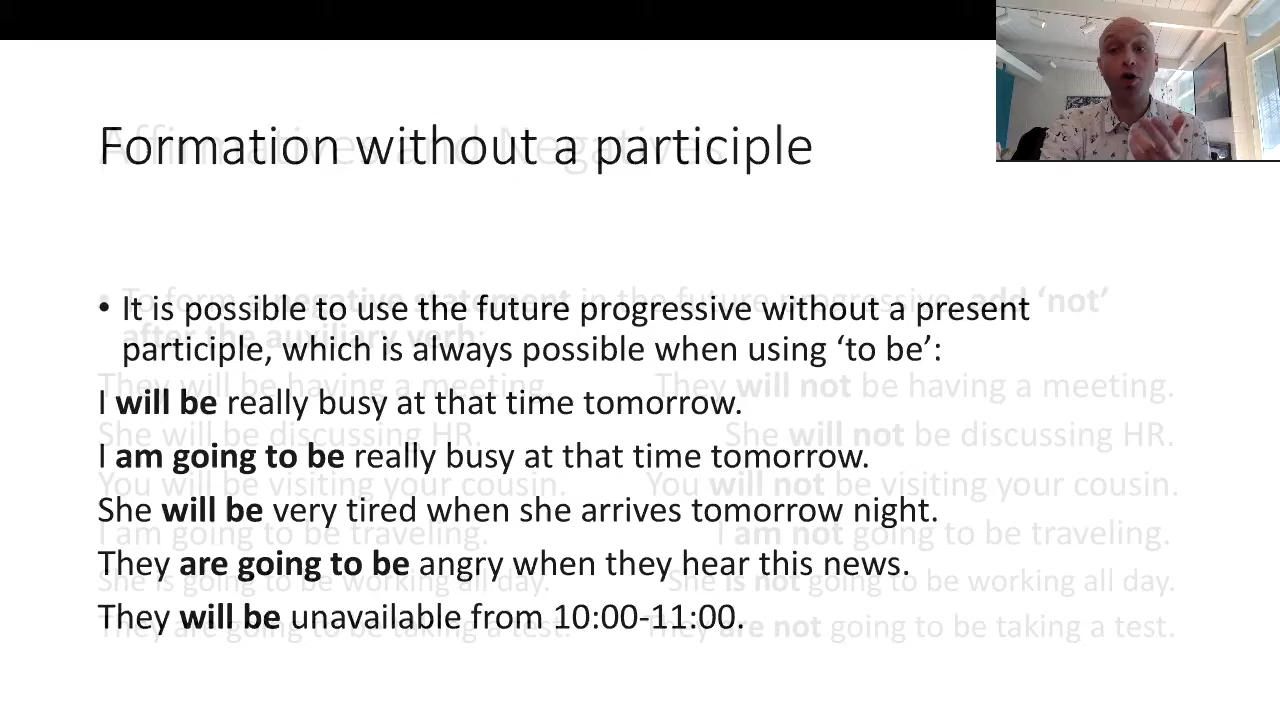 Formation without a participle
• It is possible to use the future progressive without a present
participle, which is always possible when using ‘to be’:
I will be really busy at that time tomorrow.
I am going to be really busy at that time tomorrow.
She will be very tired when she arrives tomorrow night.
They are going to be angry when they hear this news.
They will be unavailable from 10:00-11:00.
Affirmatives and Negatives
• To form a negative statement in the future progressive, add ‘not’
after the auxiliary verb:
They will be having a meeting. They will not be having a meeting.
She will be discussing HR. She will not be discussing HR.
You will be visiting your cousin. You will not be visiting your cousin.
I am going to be traveling. I am not going to be traveling.
She is going to be working all day. She is not going to be working all day.
They are going to be taking a test. They are not going to be taking a test.